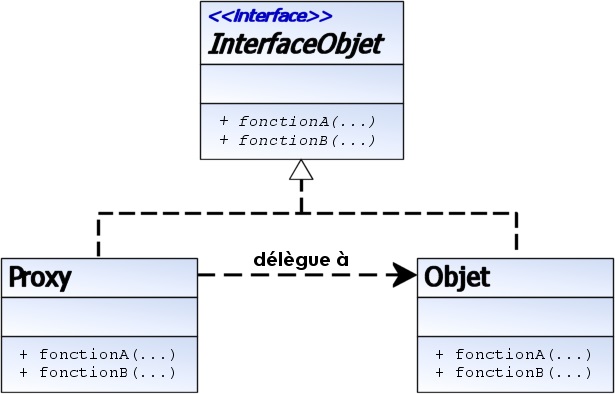 <<Interface>>
InterfaceObjet
+ fonctionA(...)
+ fonctionB(...)
délègue à
Proxy
+ fonctionA(...)
+ fonctionB(...)
Objet
+ fonctionA(...)
+ fonctionB(...)